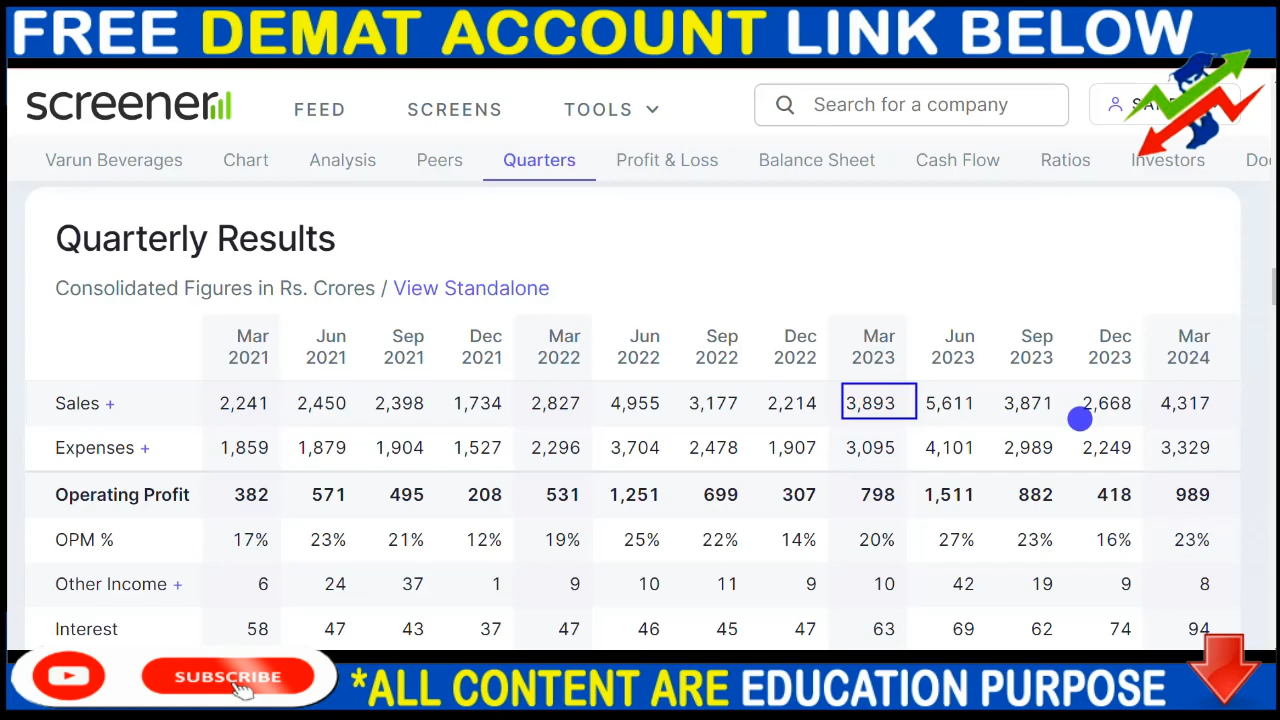 FREE DEMAT ACCOUNT LINK BELOW
screener FEED SCREENS TOOLS Search for a company
Varun Beverages Chart Analysis Peers Quarters Profit & Loss Balance Sheet Cash Flow Ratios Investors
Quarterly Results
Consolidated Figures in Rs. Crores / View Standalone
Mar 2021 Jun 2021 Sep 2021 Dec 2021 Mar 2022 Jun 2022 Sep 2022 Dec 2022 Mar 2023 Jun 2023 Sep 2023 Dec 2023 Mar 2024
Sales + 2,241 2,450 2,398 1,734 2,827 4,955 3,177 2,214 3,893 5,611 3,871 2,668 4,317
Expenses + 1,859 1,879 1,904 1,527 2,296 3,704 2,478 1,907 3,095 4,101 2,989 2,249 3,329
Operating Profit 382 571 495 208 531 1,251 699 307 798 1,511 882 418 989
OPM % 17% 23% 21% 12% 19% 25% 22% 14% 20% 27% 23% 16% 23%
Other Income + 6 24 37 1 9 10 11 9 10 42 19 9 8
Interest 58 47 43 37 47 46 45 47 63 69 62 74 94
SUBSCRIBE
*ALL CONTENT ARE EDUCATION PURPOSE